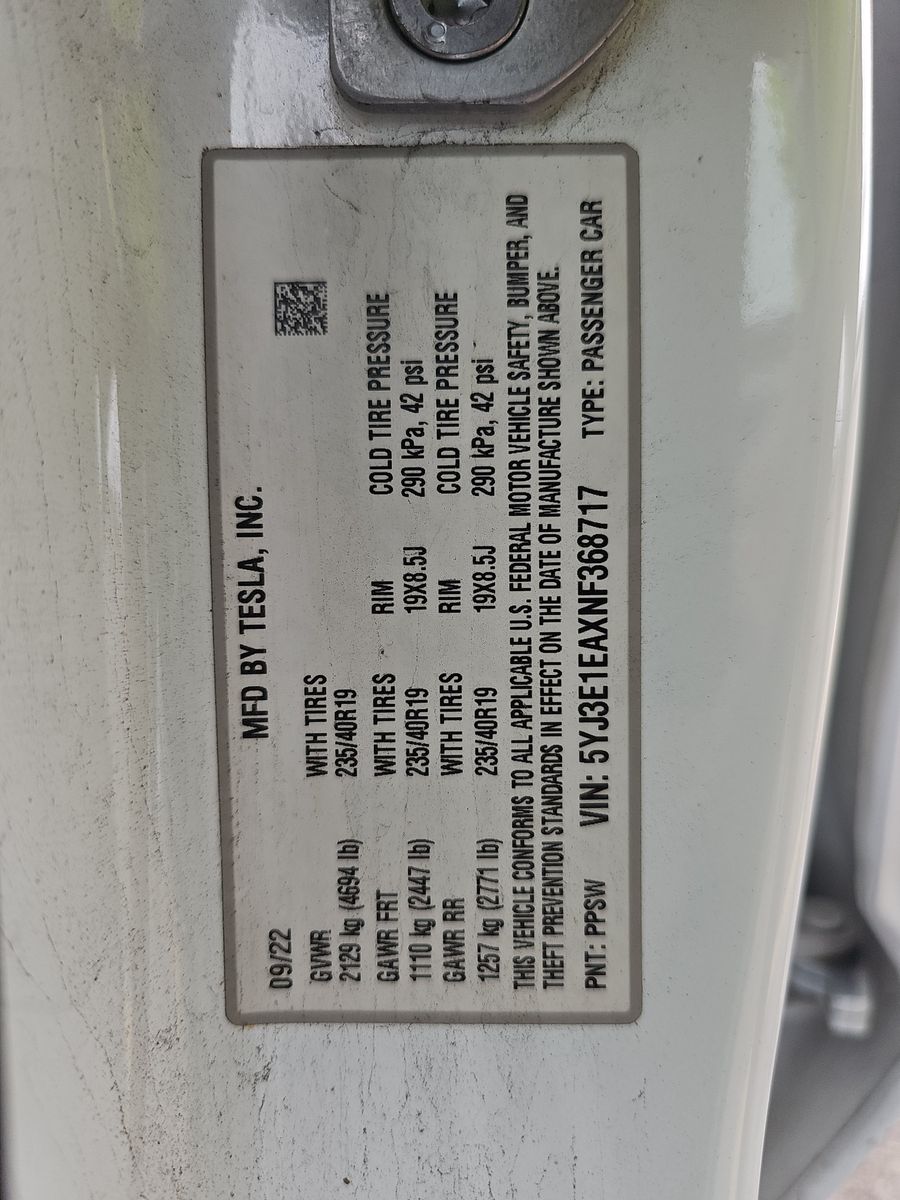 MFD BY TESLA, INC.
09/22
GVWR WITH TIRES
2129 kg (4694 lb) 235/40R19
GAWR FRT WITH TIRES RIM COLD TIRE PRESSURE
1110 kg (2447 lb) 235/40R19 19X8.5J 290 kPa, 42 psi
GAWR RR WITH TIRES RIM COLD TIRE PRESSURE
1257 kg (2771 lb) 235/40R19 19X8.5J 290 kPa, 42 psi
THIS VEHICLE CONFORMS TO ALL APPLICABLE U.S. FEDERAL MOTOR VEHICLE SAFETY, BUMPER, AND
THEFT PREVENTION STANDARDS IN EFFECT ON THE DATE OF MANUFACTURE SHOWN ABOVE.
PNT: PPSW VIN: 5YJ3E1EAXNF368717 TYPE: PASSENGER CAR